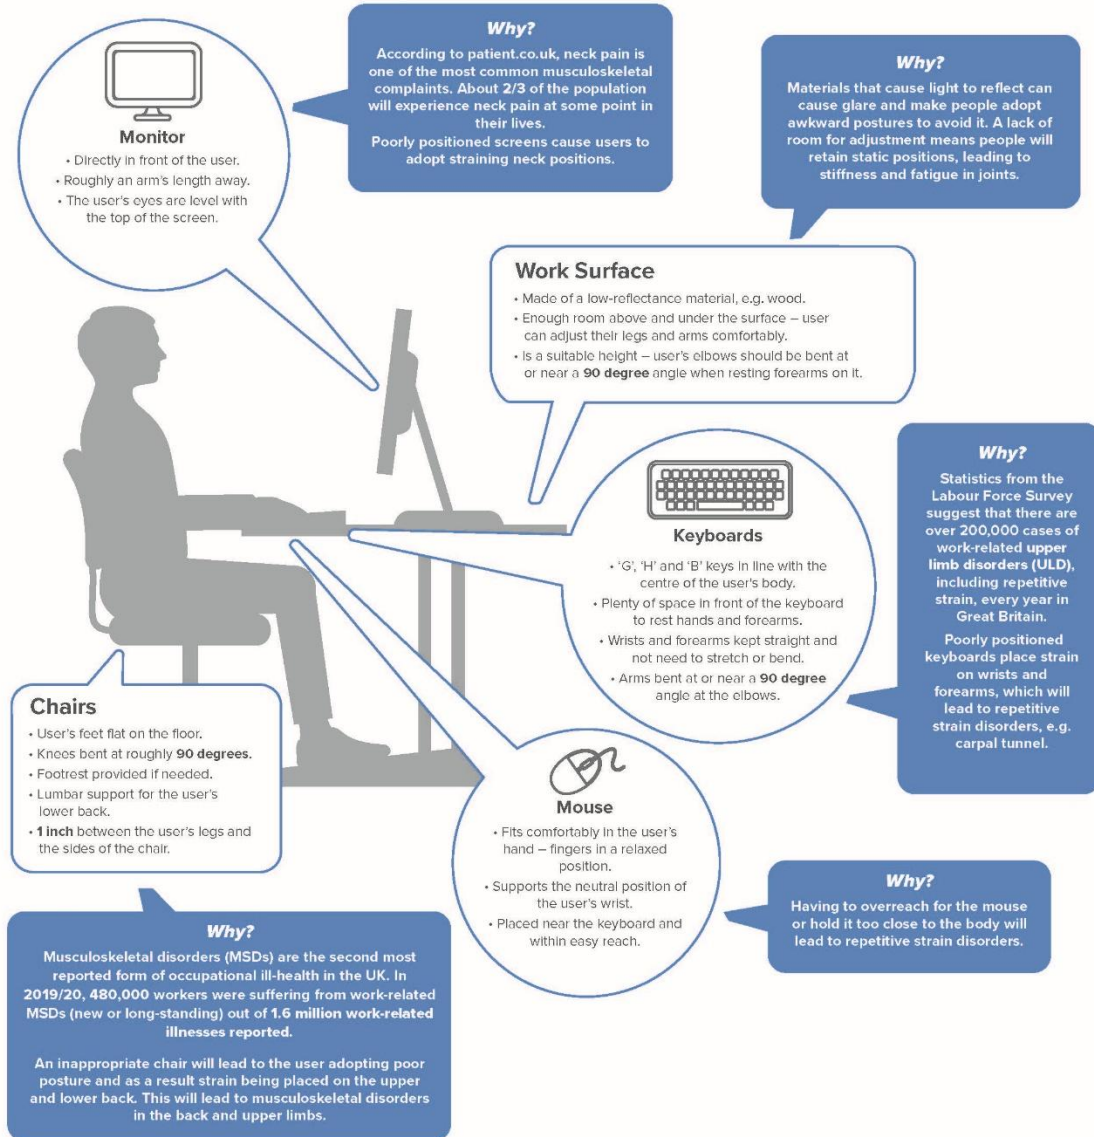 Monitor
• Directly in front of the user.
• Roughly an arm's length away.
• The user's eyes are level with
the top of the screen.
Why?
According to patient.co.uk, neck pain is
one of the most common musculoskeletal
complaints. About 2/3 of the population
will experience neck pain at some point in
their lives.
Poorly positioned screens cause users to
adopt straining neck positions.
Why?
Materials that cause light to reflect can
cause glare and make people adopt
awkward postures to avoid it. A lack of
room for adjustment means people will
retain static positions, leading to
stiffness and fatigue in joints.
Work Surface
• Made of a low-reflectance material, e.g. wood.
• Enough room above and under the surface – user
can adjust their legs and arms comfortably.
• Is a suitable height – user's elbows should be bent at
or near a 90 degree angle when resting forearms on it.
Keyboards
• 'G', 'H' and 'B' keys in line with the
centre of the user's body.
• Plenty of space in front of the keyboard
to rest hands and forearms.
• Wrists and forearms kept straight and
not need to stretch or bend.
• Arms bent at or near a 90 degree
angle at the elbows.
Why?
Statistics from the
Labour Force Survey
suggest that there are
over 200,000 cases of
work-related upper
limb disorders (ULD),
including repetitive
strain, every year in
Great Britain.
Poorly positioned
keyboards place strain
on wrists and
forearms, which will
lead to repetitive
strain disorders, e.g.
carpal tunnel.
Chairs
• User's feet flat on the floor.
• Knees bent at roughly 90 degrees.
• Footrest provided if needed.
• Lumbar support for the user's
lower back.
• 1 inch between the user's legs and
the sides of the chair.
Mouse
• Fits comfortably in the user's
hand – fingers in a relaxed
position.
• Supports the neutral position of
the user's wrist.
• Placed near the keyboard and
within easy reach.
Why?
Having to overreach for the mouse
or hold it too close to the body will
lead to repetitive strain disorders.
Why?
Musculoskeletal disorders (MSDs) are the second most
reported form of occupational ill-health in the UK. In
2019/20, 480,000 workers were suffering from work-related
MSDs (new or long-standing) out of 1.6 million work-related
illnesses reported.
An inappropriate chair will lead to the user adopting poor
posture and as a result strain being placed on the upper
and lower back. This will lead to musculoskeletal disorders
in the back and upper limbs.